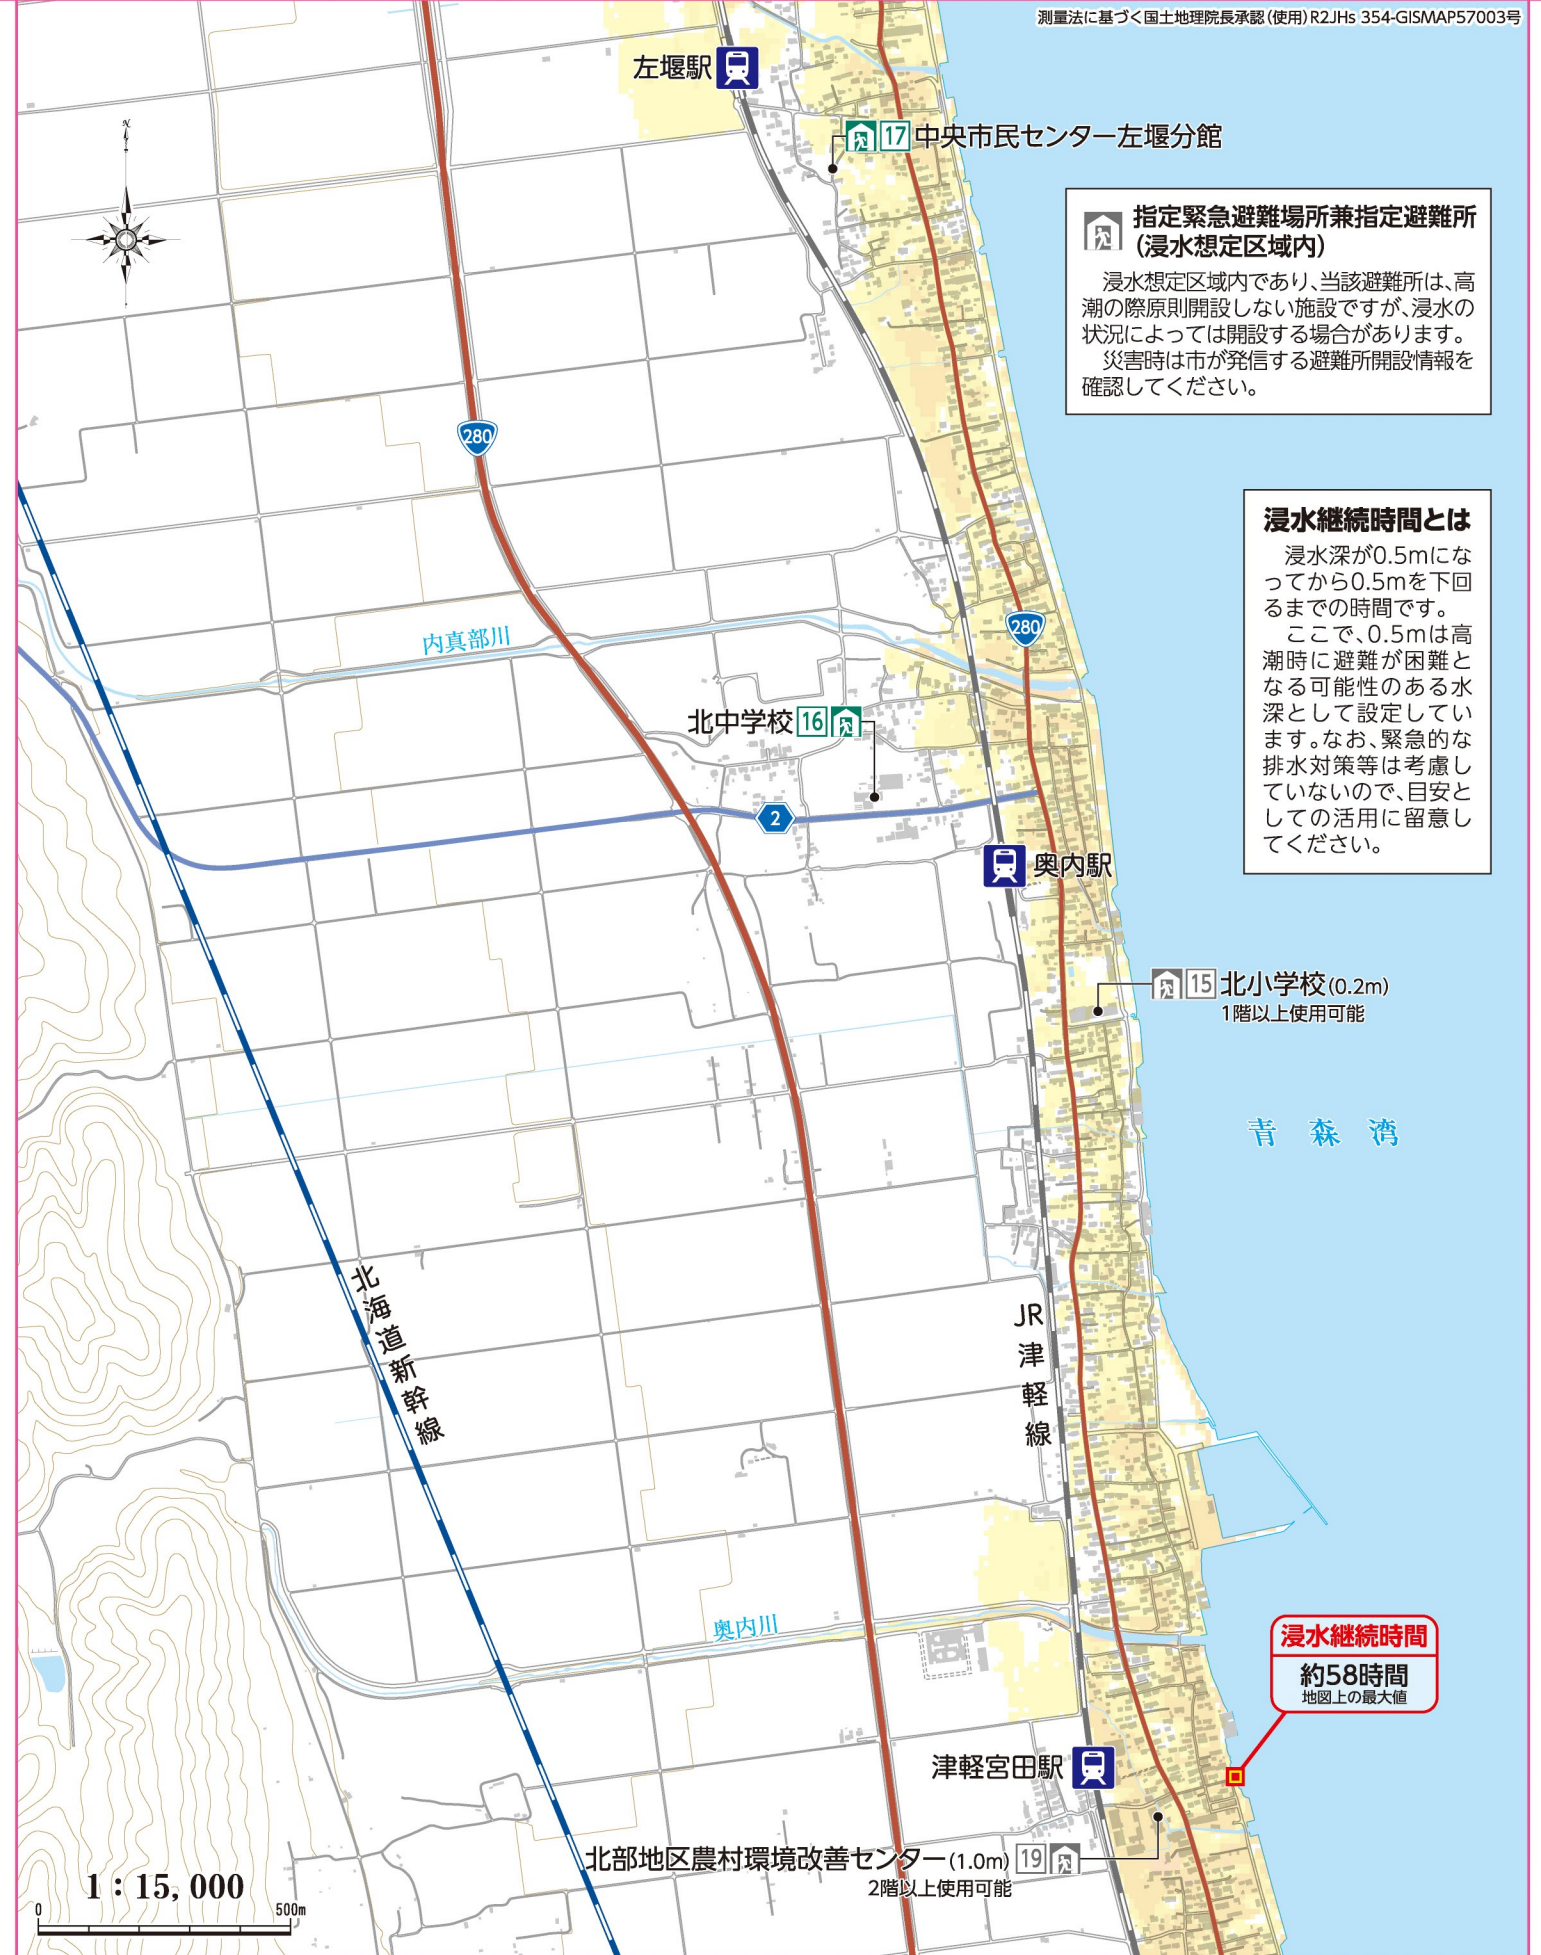 測量法に基づく国土地理院長承認(使用)R2JHs 354-GISMAP57003号
左堰駅
N
17 中央市民センター左堰分館
指定緊急避難場所兼指定避難所
(浸水想定区域内)
浸水想定区域内であり、当該避難所は、高
潮の際原則開設しない施設ですが、浸水の
状況によっては開設する場合があります。
災害時は市が発信する避難所開設情報を
確認してください。
280
浸水継続時間とは
浸水深が0.5mにな
ってから0.5mを下回
るまでの時間です。
ここで、0.5mは高
潮時に避難が困難と
なる可能性のある水
深として設定してい
ます。なお、緊急的な
排水対策等は考慮し
ていないので、目安と
しての活用に留意し
てください。
280
内真部川
北中学校 16
2
奥内駅
15 北小学校(0.2m)
1階以上使用可能
青森湾
北海道新幹線
JR津軽線
奥内川
浸水継続時間
約58時間
地図上の最大値
津軽宮田駅
北部地区農村環境改善センター(1.0m) 19
2階以上使用可能
1:15,000
0 500m